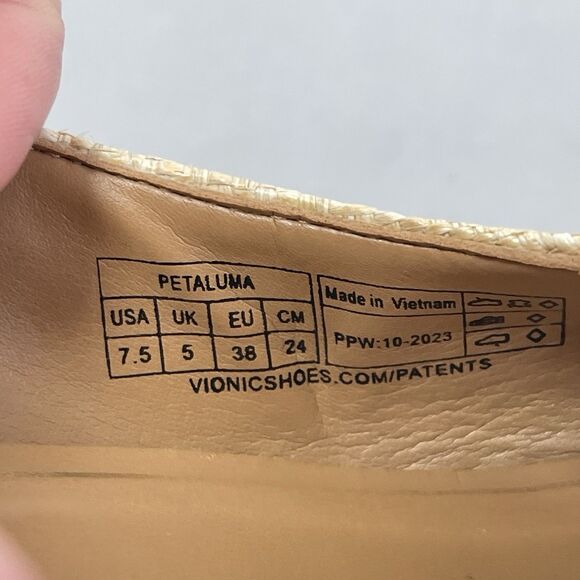 PETALUMA
USA UK EU CM
7.5 5 38 24
Made in Vietnam
PPW:10-2023
VIONICSHOES.COM/PATENTS